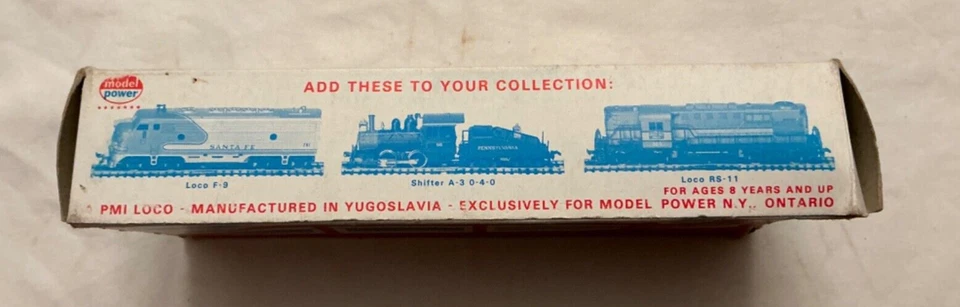 model
power
ADD THESE TO YOUR COLLECTION:
SANTA FE
PENNSYLVANIA
Loco F-9
Shifter A-3 0-4-0
Loco RS-11
FOR AGES 8 YEARS AND UP
PMI LOCO - MANUFACTURED IN YUGOSLAVIA - EXCLUSIVELY FOR MODEL POWER N.Y., ONTARIO